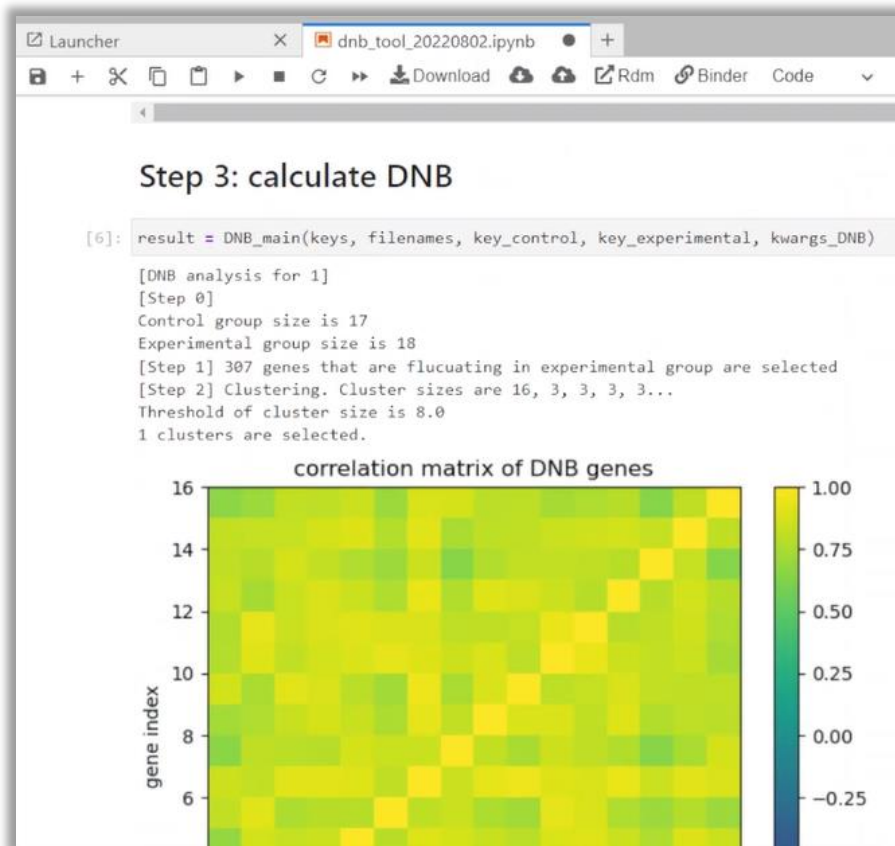 Launcher
dnb_tool_20220802.ipynb
Download Rdm Binder Code
Step 3: calculate DNB
[6]: result = DNB_main(keys, filenames, key_control, key_experimental, kwargs_DNB)
[DNB analysis for 1]
[Step 0]
Control group size is 17
Experimental group size is 18
[Step 1] 307 genes that are flucuating in experimental group are selected
[Step 2] Clustering. Cluster sizes are 16, 3, 3, 3, 3...
Threshold of cluster size is 8.0
1 clusters are selected.
correlation matrix of DNB genes
16
14
12
10
8
6
gene index
1.00
0.75
0.50
0.25
0.00
−0.25